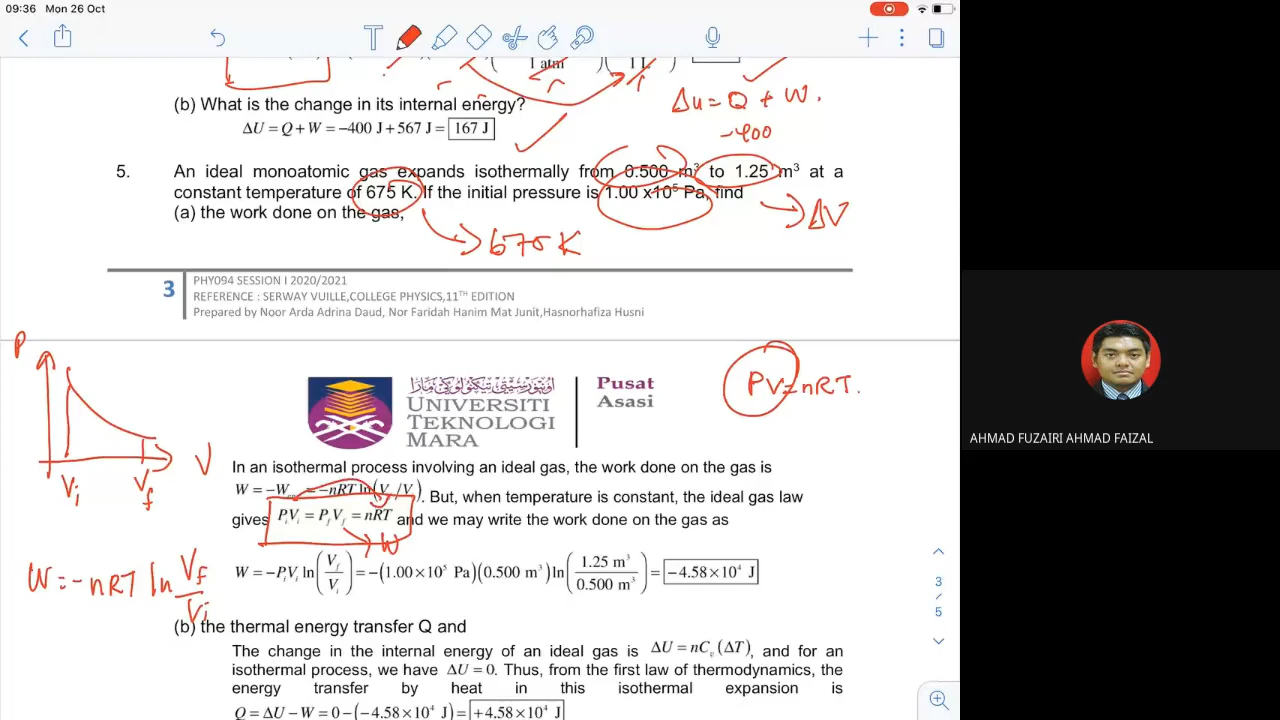 09:36 Mon 26 Oct
1 atm 1 L
(b) What is the change in its internal energy?
ΔU = Q + W = −400 J + 567 J = 167 J
Δu = Q + W.
-400
5. An ideal monoatomic gas expands isothermally from 0.500 m³ to 1.25 m³ at a
constant temperature of 675 K. If the initial pressure is 1.00 x10⁵ Pa, find
(a) the work done on the gas,
ΔV
675 K
3
PHY094 SESSION I 2020/2021
REFERENCE : SERWAY VUILLE,COLLEGE PHYSICS,11TH EDITION
Prepared by Noor Arda Adrina Daud, Nor Faridah Hanim Mat Junit,Hasnorhafiza Husni
P
V
Vi
Vf
PV = nRT.
UNIVERSITI
TEKNOLOGI
MARA
Pusat
Asasi
AHMAD FUZAIRI AHMAD FAIZAL
In an isothermal process involving an ideal gas, the work done on the gas is
W = −W = −nRT ln(V /V ). But, when temperature is constant, the ideal gas law
gives PᵢVᵢ = P_fV_f = nRT and we may write the work done on the gas as
W
W = -nRT ln Vf/Vi
W = −PᵢVᵢ ln(V_f/Vᵢ) = −(1.00×10⁵ Pa)(0.500 m³) ln(1.25 m³/0.500 m³) = −4.58×10⁴ J
3
/
5
(b) the thermal energy transfer Q and
The change in the internal energy of an ideal gas is ΔU = nCᵥ(ΔT), and for an
isothermal process, we have ΔU = 0. Thus, from the first law of thermodynamics, the
energy transfer by heat in this isothermal expansion is
Q = ΔU − W = 0 − (−4.58×10⁴ J) = +4.58×10⁴ J